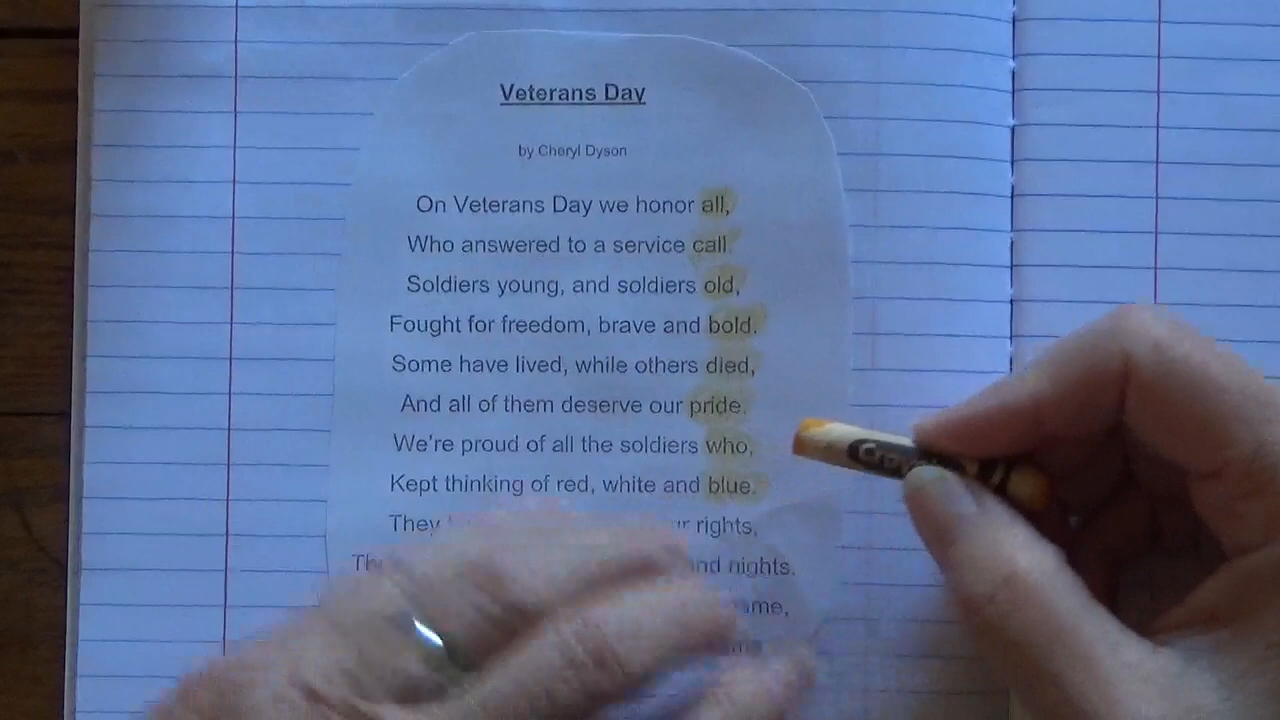 Veterans Day
by Cheryl Dyson
On Veterans Day we honor all,
Who answered to a service call.
Soldiers young, and soldiers old,
Fought for freedom, brave and bold.
Some have lived, while others died,
And all of them deserve our pride.
We're proud of all the soldiers who,
Kept thinking of red, white and blue.
They rights,
and nights.